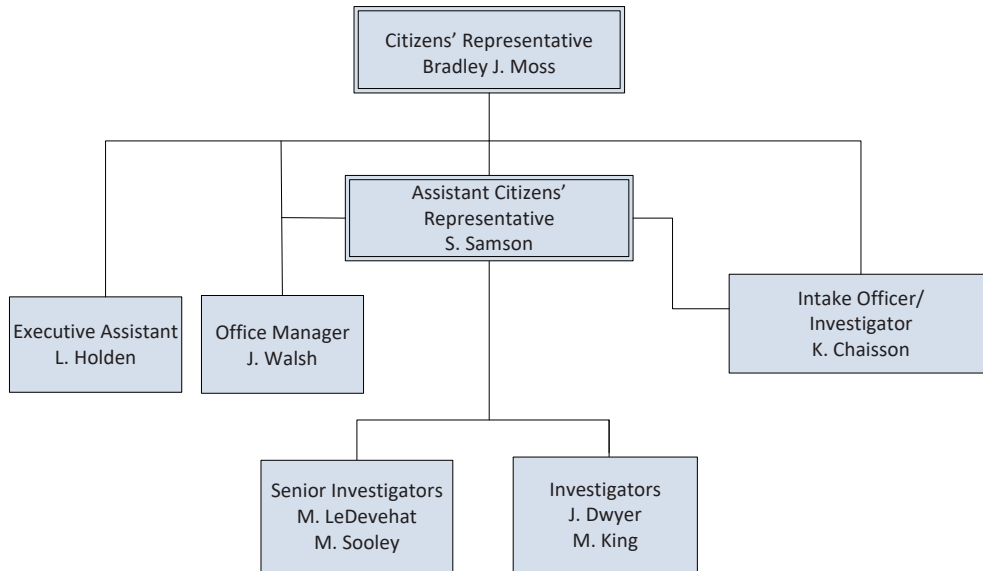 Citizens’ Representative
Bradley J. Moss
Assistant Citizens’
Representative
S. Samson
Executive Assistant
L. Holden
Office Manager
J. Walsh
Intake Officer/
Investigator
K. Chaisson
Senior Investigators
M. LeDevehat
M. Sooley
Investigators
J. Dwyer
M. King